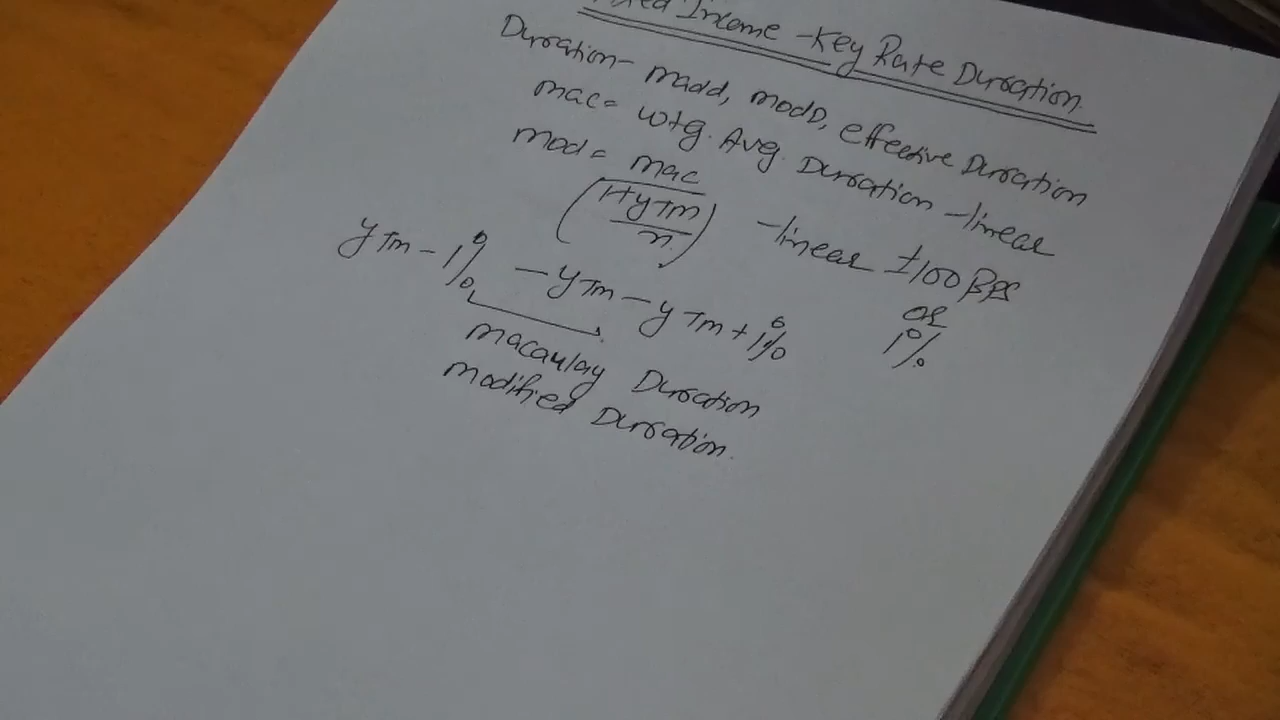 Income - Key Rate Duration
Duration - macD, modD, effective Duration
mac = wtg. Avg. Duration - linear
mod = mac
(1+yTm/n) - linear ±100 BPS
or
1%
yTm - 1% - yTm - yTm + 1%
macaulay Duration
modified Duration.